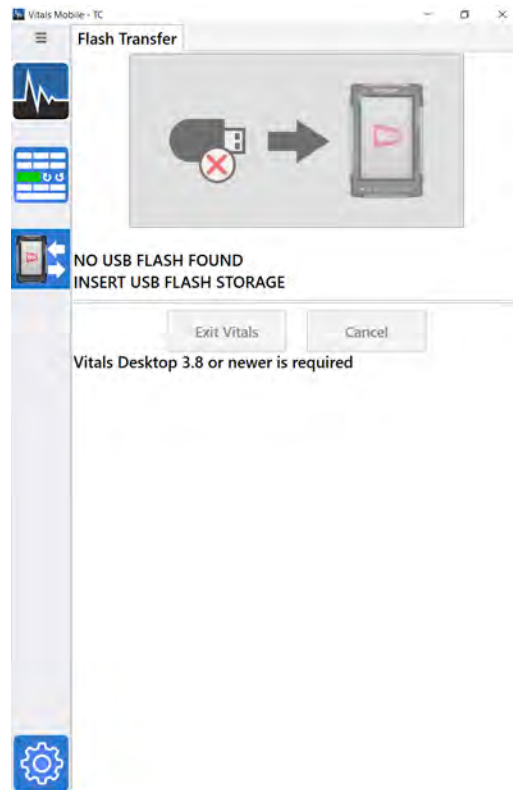 Vitals Mobile - TC
Flash Transfer
NO USB FLASH FOUND
INSERT USB FLASH STORAGE
Exit Vitals
Cancel
Vitals Desktop 3.8 or newer is required